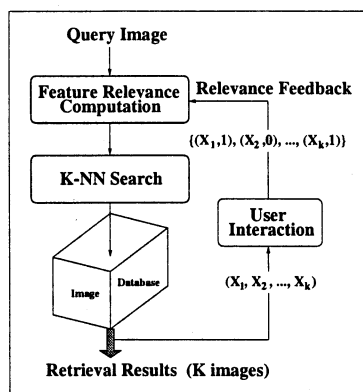 Query Image
Feature Relevance
Computation
Relevance Feedback
{(X1,1), (X2,0), ..., (Xk,1)}
K-NN Search
User
Interaction
Image
Database
(X1, X2, ..., Xk)
Retrieval Results (K images)